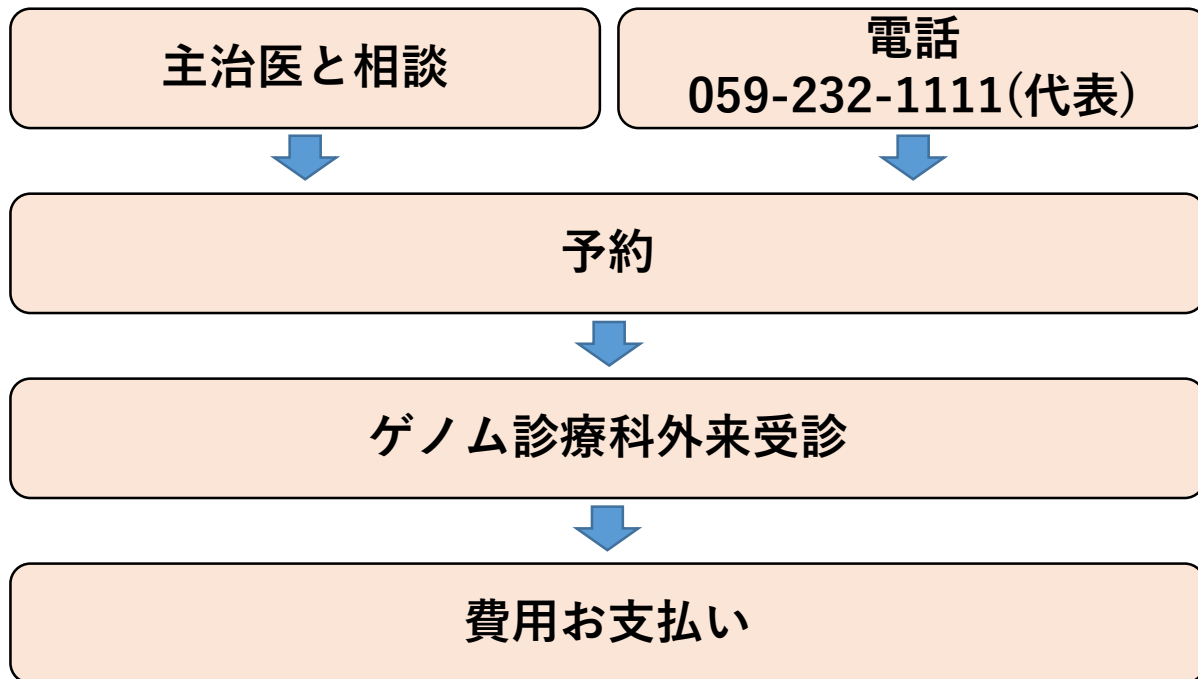 主治医と相談
電話
059-232-1111(代表)
予約
ゲノム診療科外来受診
費用お支払い